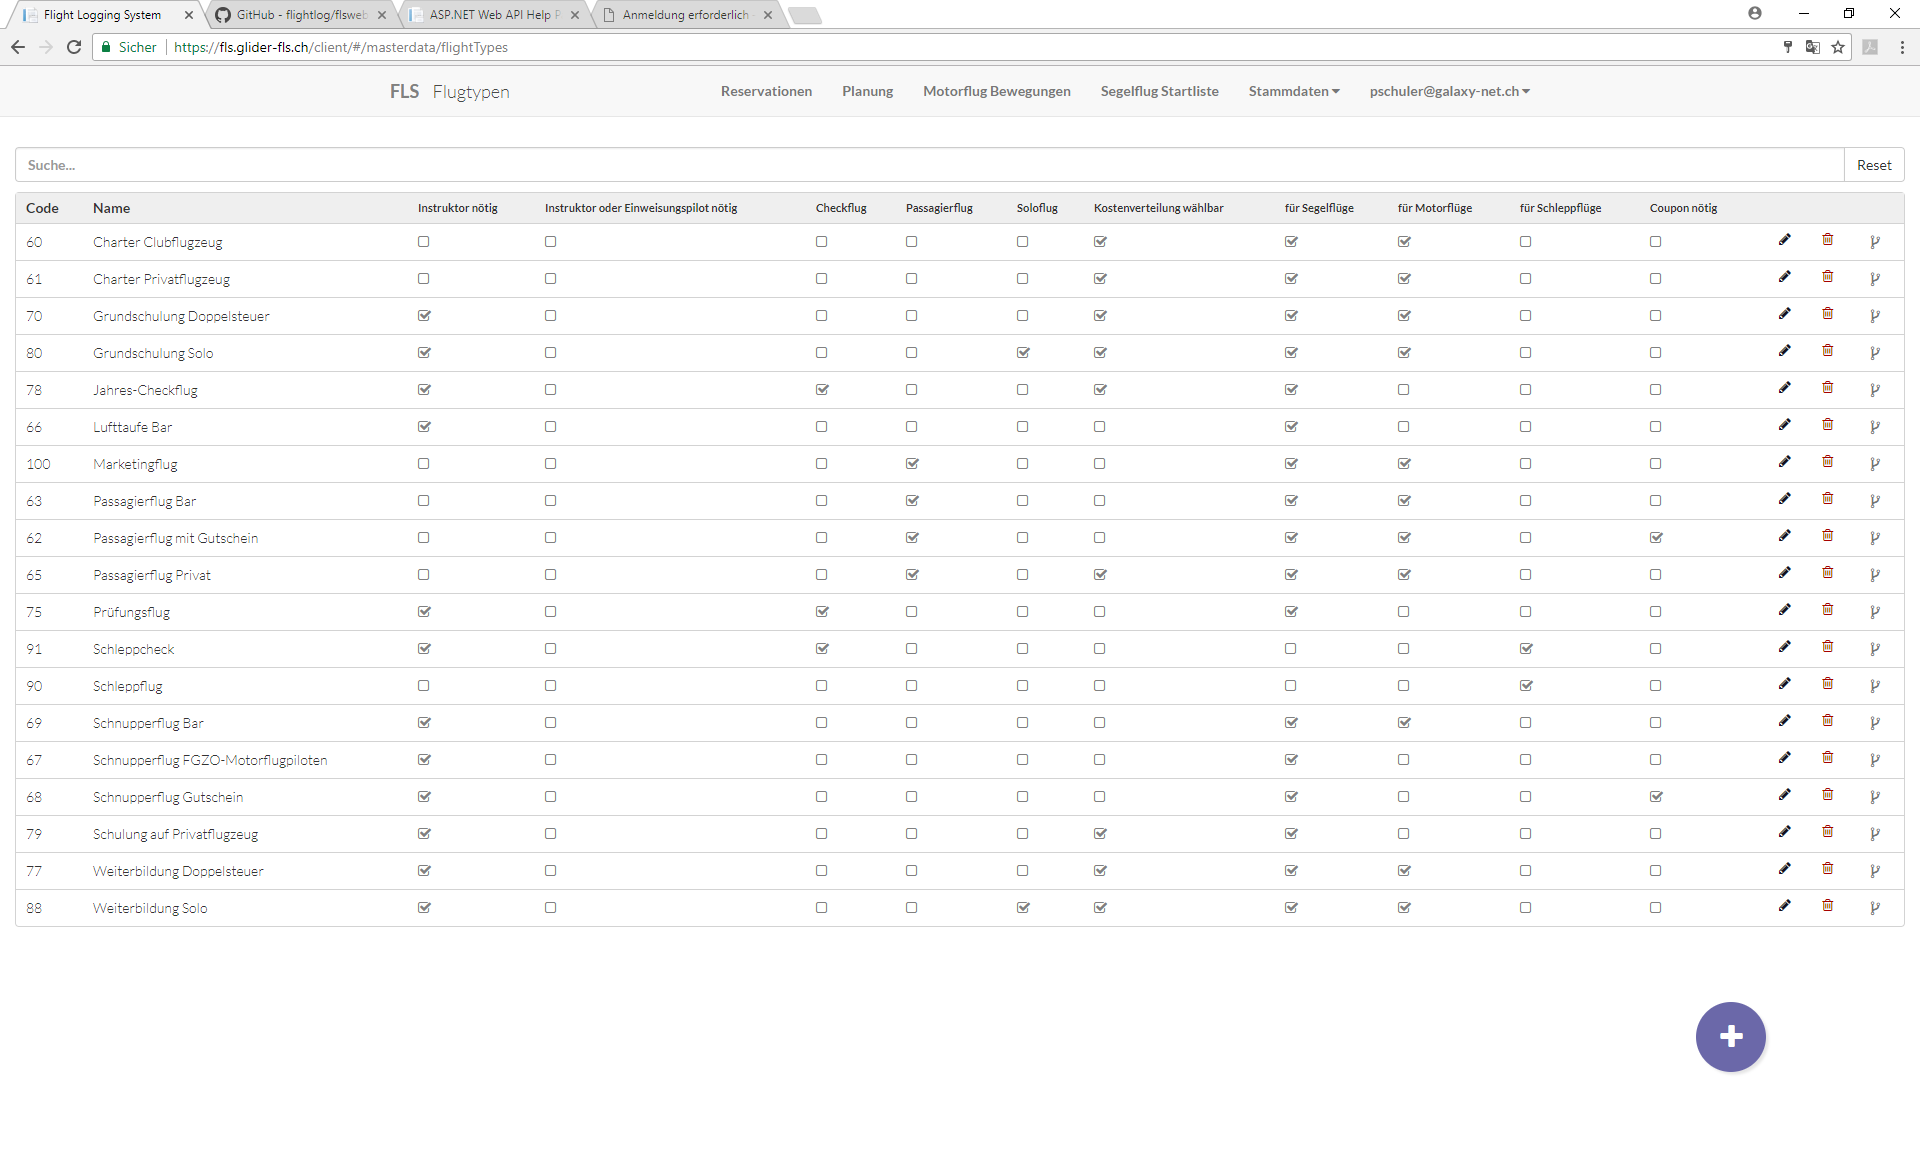 Flight Logging System
GitHub - flightlog/flsweb
ASP.NET Web API Help P
Anmeldung erforderlich
Sicher https://fls.glider-fls.ch/client/#/masterdata/flightTypes
FLS Flugtypen Reservationen Planung Motorflug Bewegungen Segelflug Startliste Stammdaten pschuler@galaxy-net.ch
Suche... Reset
Code Name Instruktor nötig Instruktor oder Einweisungspilot nötig Checkflug Passagierflug Soloflug Kostenverteilung wählbar für Segelflüge für Motorflüge für Schleppflüge Coupon nötig
60 Charter Clubflugzeug
61 Charter Privatflugzeug
70 Grundschulung Doppelsteuer
80 Grundschulung Solo
78 Jahres-Checkflug
66 Lufttaufe Bar
100 Marketingflug
63 Passagierflug Bar
62 Passagierflug mit Gutschein
65 Passagierflug Privat
75 Prüfungsflug
91 Schleppcheck
90 Schleppflug
69 Schnupperflug Bar
67 Schnupperflug FGZO-Motorflugpiloten
68 Schnupperflug Gutschein
79 Schulung auf Privatflugzeug
77 Weiterbildung Doppelsteuer
88 Weiterbildung Solo